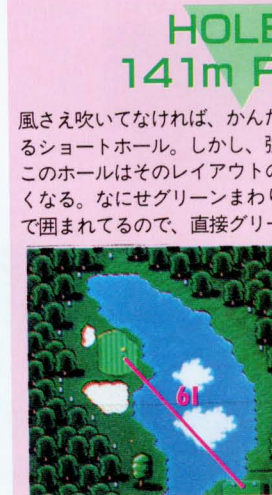 HOLE
141m
風さえ吹いてなければ、かんた
るショートホール。しかし、
このホールはそのレイアウトの
くなる。なにせグリーンまわり
で囲まれてるので、直接グリー
6I